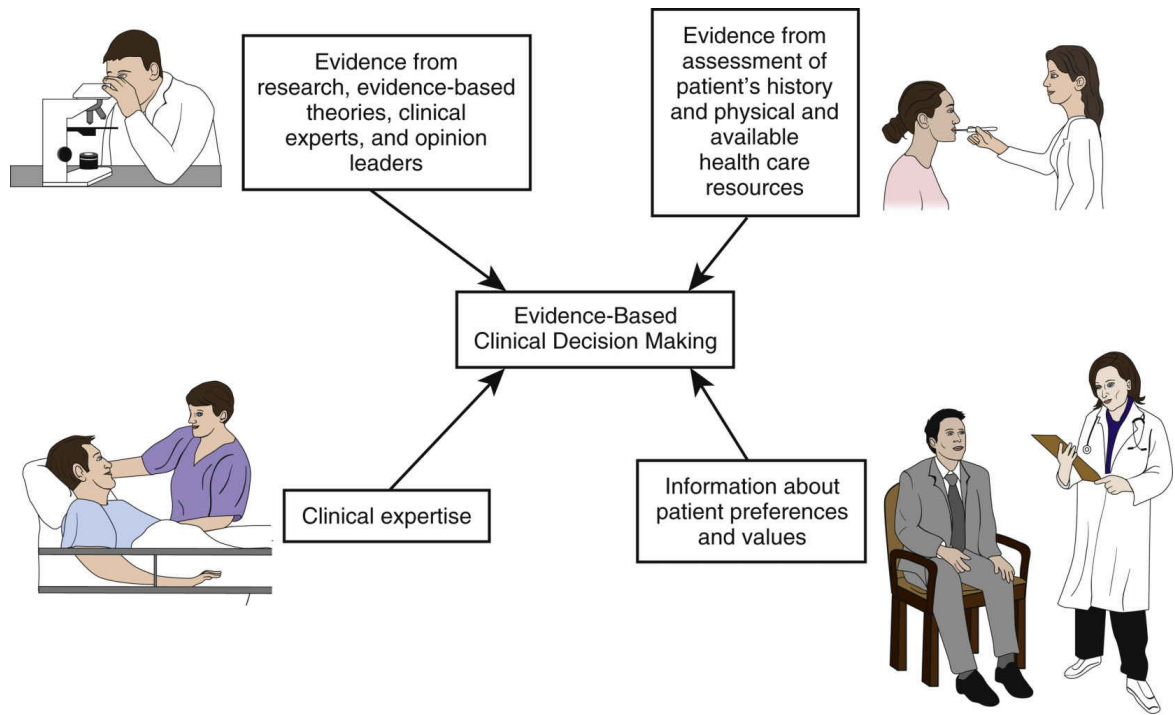 Evidence from
research, evidence-based
theories, clinical
experts, and opinion
leaders
Evidence from
assessment of
patient's history
and physical and
available
health care
resources
Evidence-Based
Clinical Decision Making
Clinical expertise
Information about
patient preferences
and values